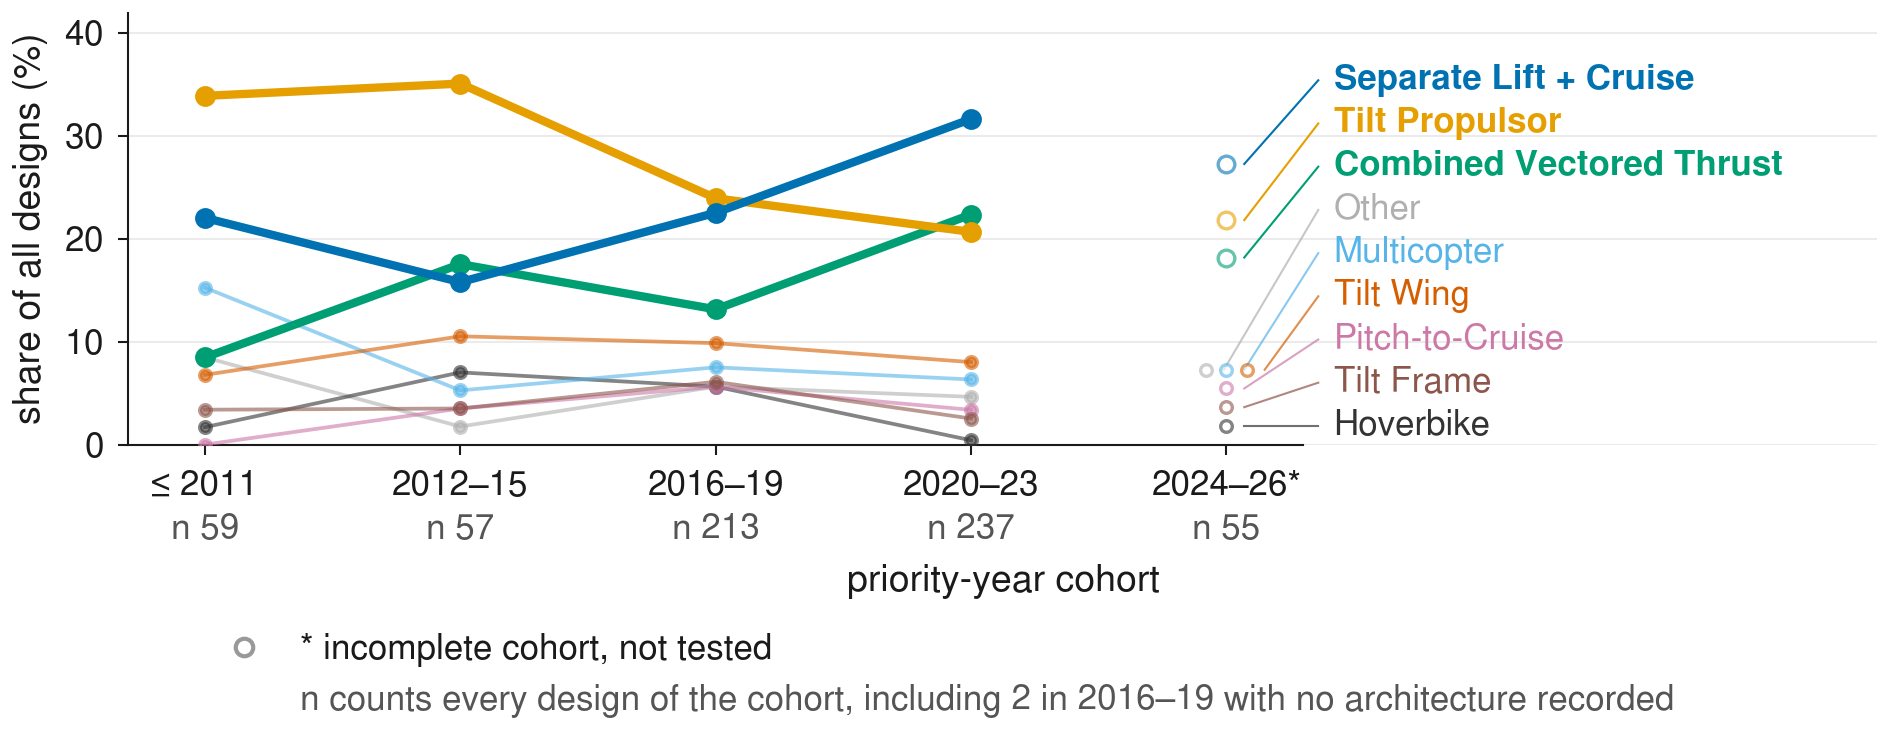 share of all designs (%)
40
30
20
10
0
Separate Lift + Cruise
Tilt Propulsor
Combined Vectored Thrust
Other
Multicopter
Tilt Wing
Pitch-to-Cruise
Tilt Frame
Hoverbike
≤ 2011 2012–15 2016–19 2020–23 2024–26*
n 59 n 57 n 213 n 237 n 55
priority-year cohort
* incomplete cohort, not tested
n counts every design of the cohort, including 2 in 2016–19 with no architecture recorded